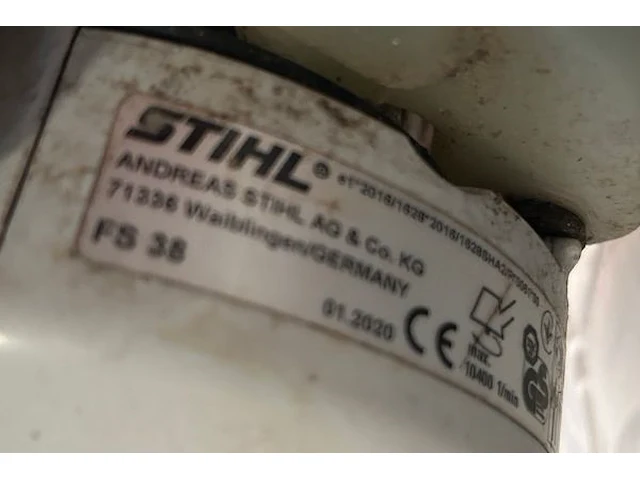 STIHL®
ANDREAS STIHL AG & Co. KG
71336 Waiblingen/GERMANY
FS 38
01.2020
CE
max.
10400 1/min